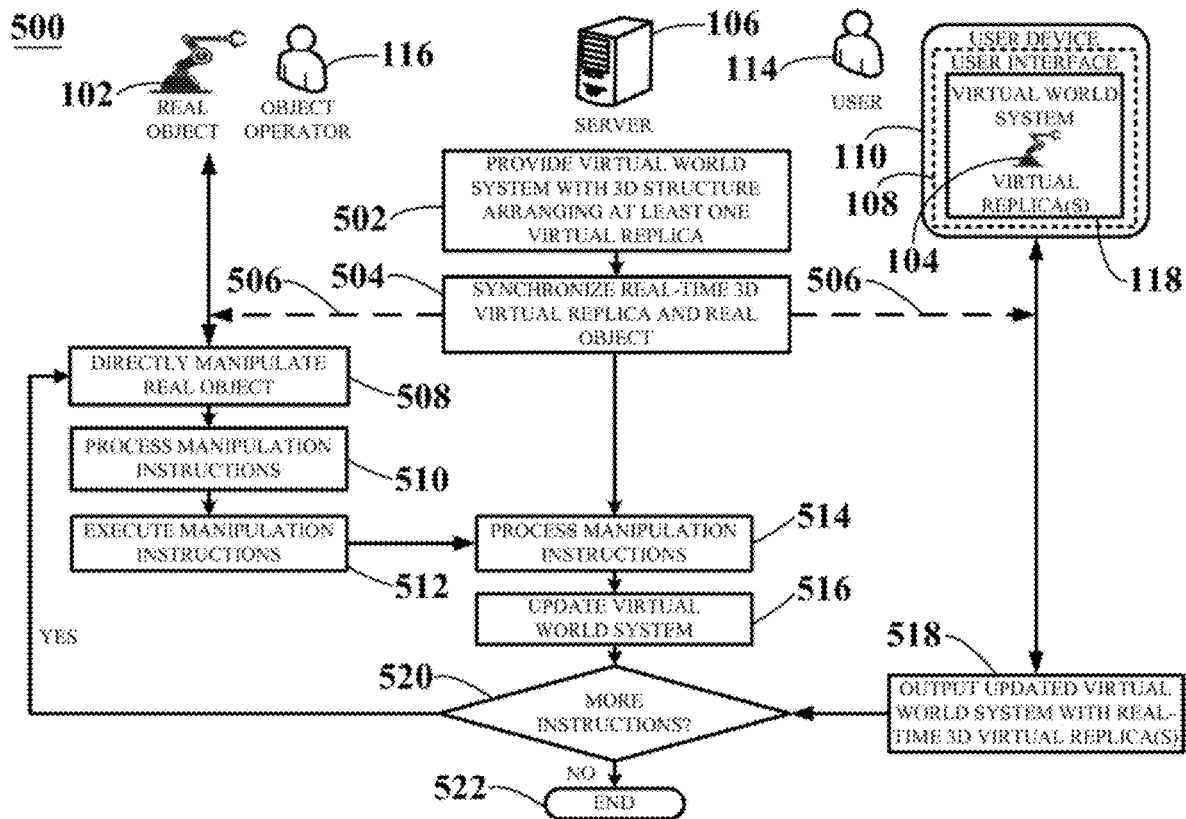 500
102
REAL
OBJECT
116
OBJECT
OPERATOR
106
SERVER
114
USER
USER DEVICE
USER INTERFACE
VIRTUAL WORLD
SYSTEM
VIRTUAL
REPLICA(S)
110
108
104
118
502
PROVIDE VIRTUAL WORLD
SYSTEM WITH 3D STRUCTURE
ARRANGING AT LEAST ONE
VIRTUAL REPLICA
506
504
SYNCHRONIZE REAL-TIME 3D
VIRTUAL REPLICA AND REAL
OBJECT
506
DIRECTLY MANIPULATE
REAL OBJECT
508
PROCESS MANIPULATION
INSTRUCTIONS
510
EXECUTE MANIPULATION
INSTRUCTIONS
512
PROCESS MANIPULATION
INSTRUCTIONS
514
UPDATE VIRTUAL
WORLD SYSTEM
516
518
OUTPUT UPDATED VIRTUAL
WORLD SYSTEM WITH REAL-
TIME 3D VIRTUAL REPLICA(S)
YES
520
MORE
INSTRUCTIONS?
NO
522
END